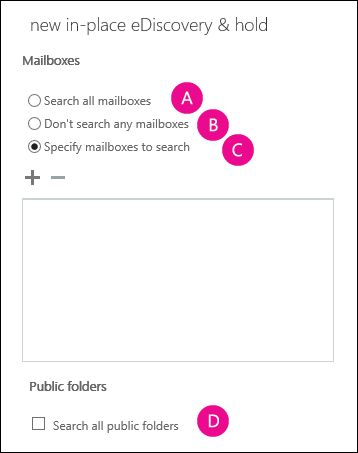 new in-place eDiscovery & hold
Mailboxes
Search all mailboxes A
Don't search any mailboxes B
Specify mailboxes to search C
Public folders
Search all public folders D